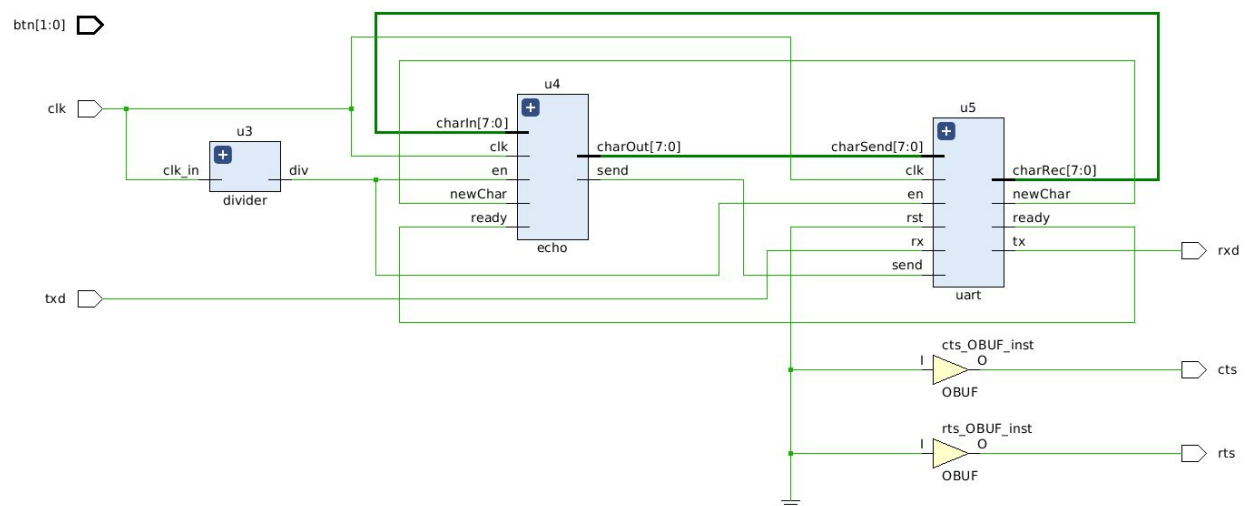 btn[1:0]
clk
txd
u3
clk_in
div
divider
u4
charIn[7:0]
clk
en
newChar
ready
charOut[7:0]
send
echo
u5
charSend[7:0]
clk
en
rst
rx
send
charRec[7:0]
newChar
ready
tx
uart
rxd
cts_OBUF_inst
I
O
OBUF
cts
rts_OBUF_inst
I
O
OBUF
rts